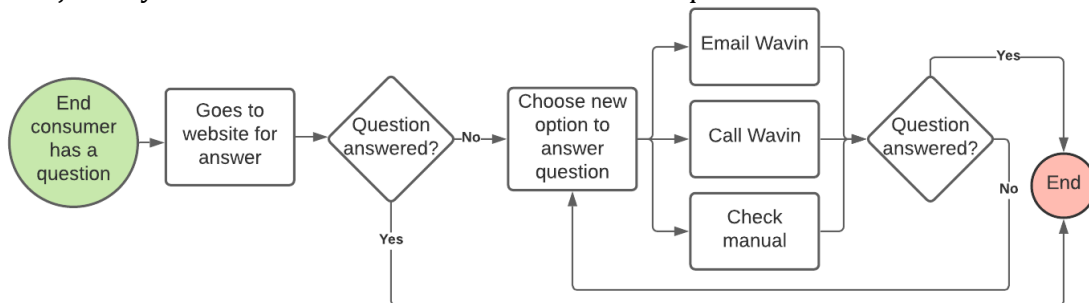 End
consumer
has a
question
Goes to
website for
answer
Question
answered?
No
Yes
Choose new
option to
answer
question
Email Wavin
Call Wavin
Check
manual
Question
answered?
Yes
No
End